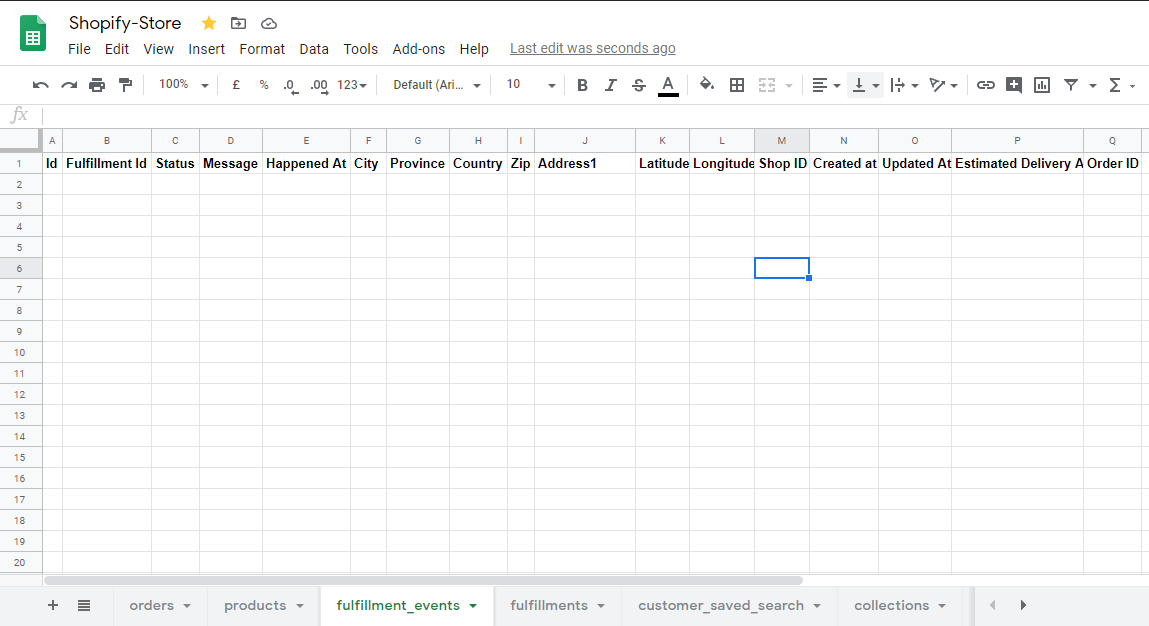 Shopify-Store
File Edit View Insert Format Data Tools Add-ons Help Last edit was seconds ago
100% £ % .0 .00 123 Default (Ari... 10 B I S A Σ
fx
A B C D E F G H I J K L M N O P Q
1 Id Fulfillment Id Status Message Happened At City Province Country Zip Address1 Latitude Longitude Shop ID Created at Updated At Estimated Delivery A Order ID
2
3
4
5
6
7
8
9
10
11
12
13
14
15
16
17
18
19
20
+ orders products fulfillment_events fulfillments customer_saved_search collections